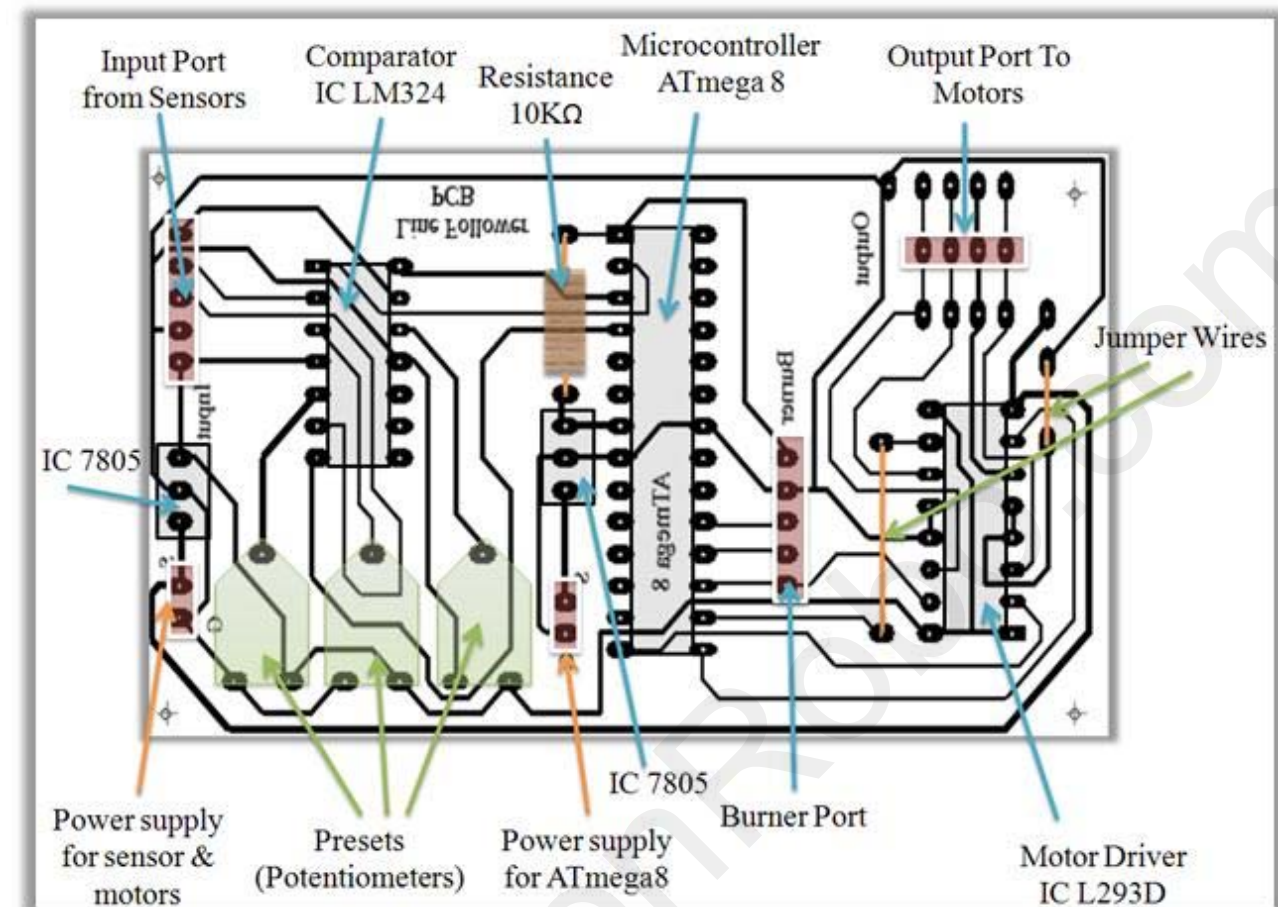 Input Port
from Sensors
Comparator
IC LM324
Resistance
10KΩ
Microcontroller
ATmega 8
Output Port To
Motors
PCB
Line Follower
Output
Jumper Wires
Input
Burner
IC 7805
ATmega 8
G
IC 7805
Burner Port
Power supply
for sensor &
motors
Presets
(Potentiometers)
Power supply
for ATmega8
Motor Driver
IC L293D